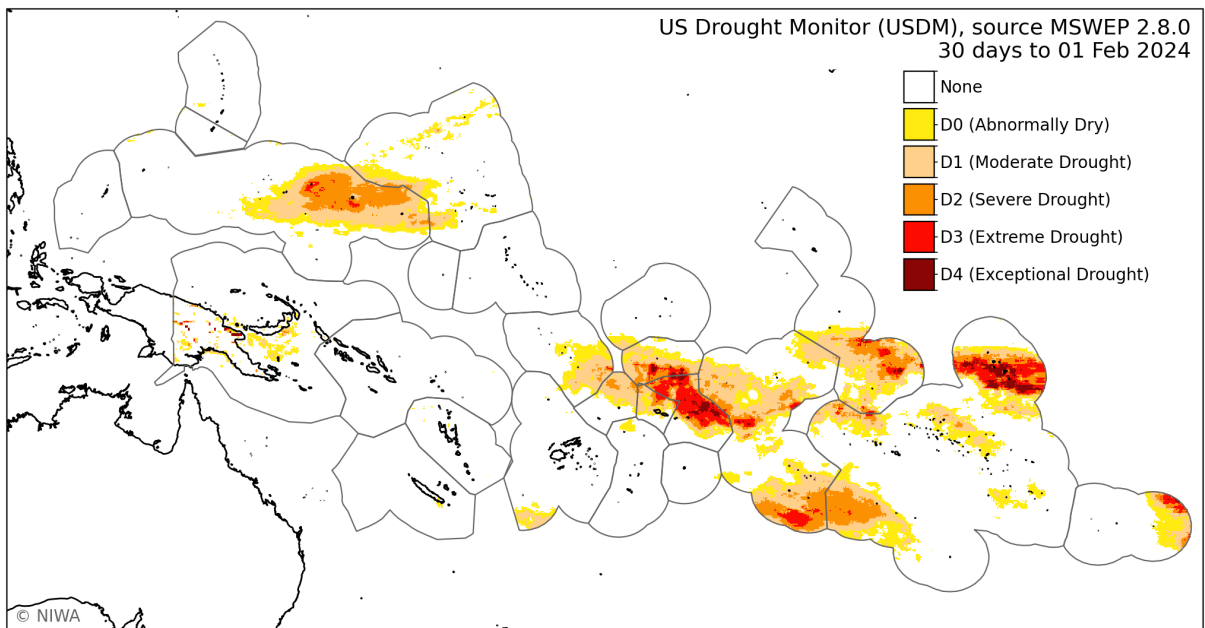 US Drought Monitor (USDM), source MSWEP 2.8.0
30 days to 01 Feb 2024
None
D0 (Abnormally Dry)
D1 (Moderate Drought)
D2 (Severe Drought)
D3 (Extreme Drought)
D4 (Exceptional Drought)
© NIWA